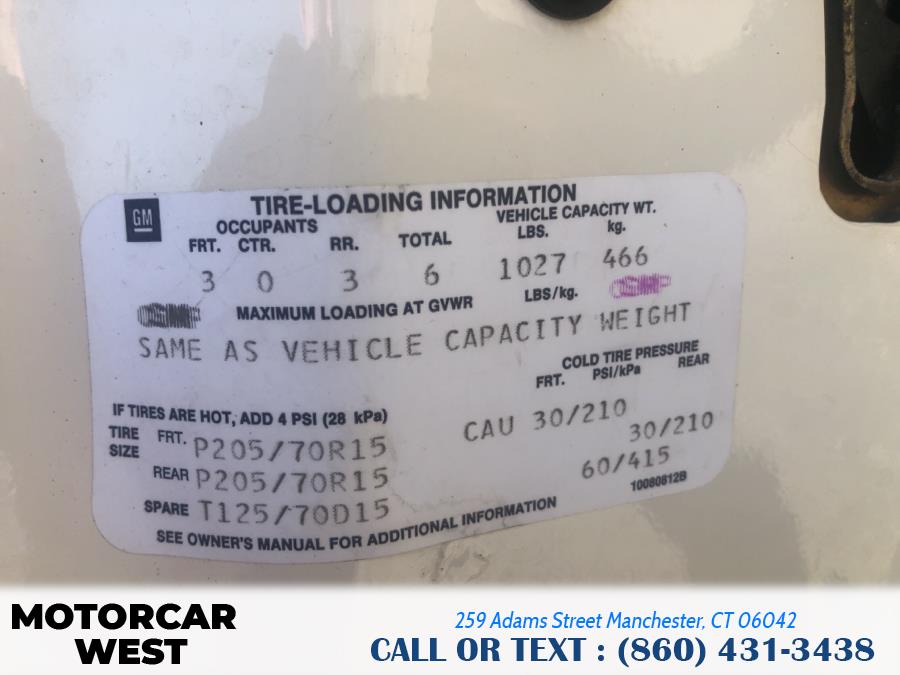 GM
TIRE-LOADING INFORMATION
OCCUPANTS VEHICLE CAPACITY WT.
FRT. CTR. RR. TOTAL LBS. kg.
3 0 3 6 1027 466
MAXIMUM LOADING AT GVWR LBS/kg.
SAME AS VEHICLE CAPACITY WEIGHT
COLD TIRE PRESSURE
FRT. PSI/kPa REAR
IF TIRES ARE HOT, ADD 4 PSI (28 kPa)
TIRE SIZE FRT. P205/70R15 CAU 30/210
REAR P205/70R15 30/210
SPARE T125/70D15 60/415
10080812B
SEE OWNER'S MANUAL FOR ADDITIONAL INFORMATION
MOTORCAR WEST
259 Adams Street Manchester, CT 06042
CALL OR TEXT : (860) 431-3438